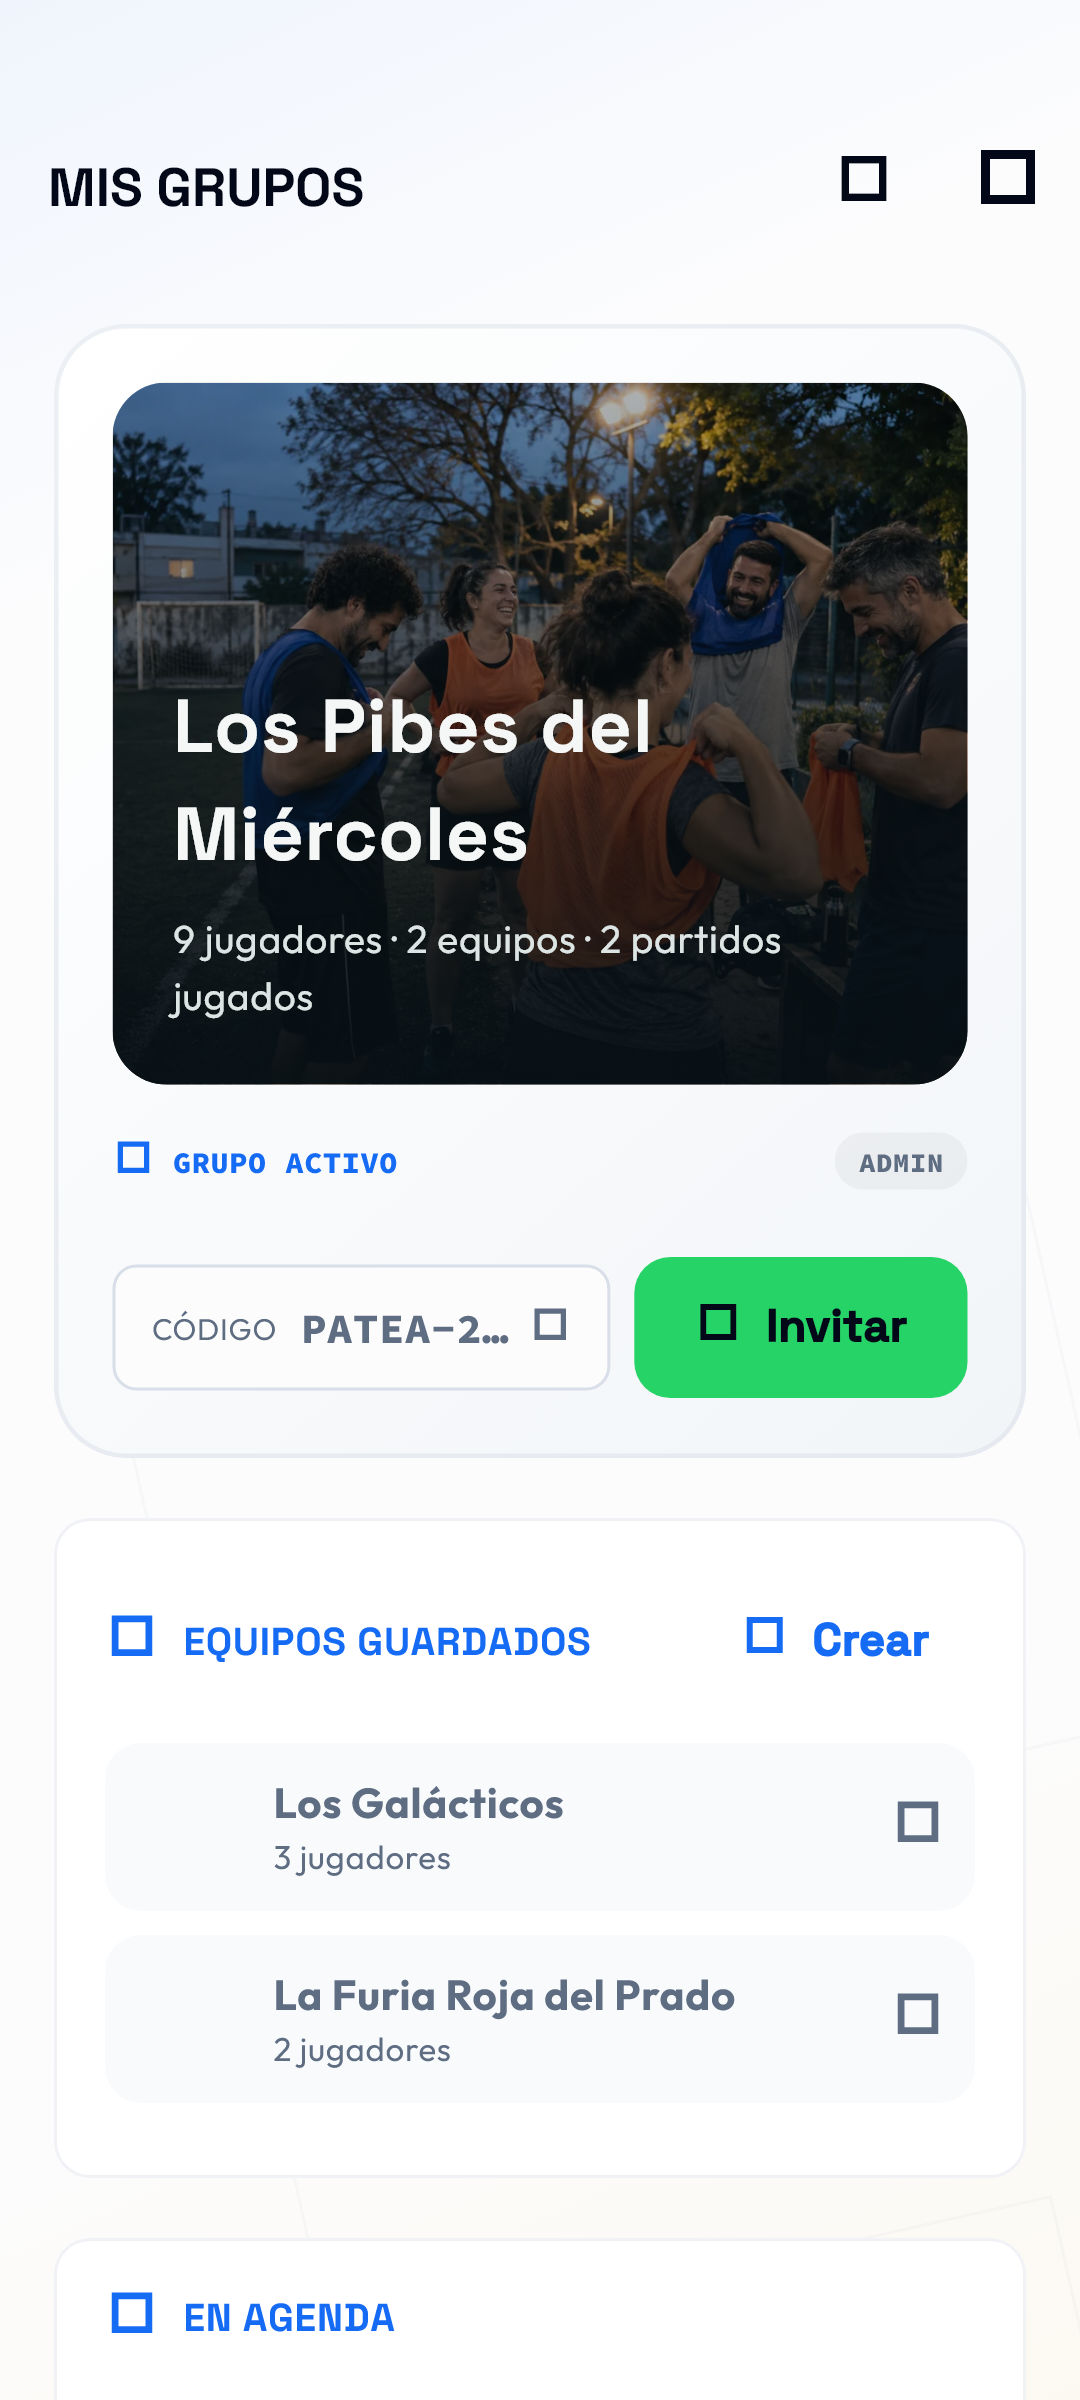 MIS GRUPOS
Los Pibes del
Miércoles
9 jugadores · 2 equipos · 2 partidos
jugados
GRUPO ACTIVO
ADMIN
CÓDIGO PATEA-2…
Invitar
EQUIPOS GUARDADOS
Crear
Los Galácticos
3 jugadores
La Furia Roja del Prado
2 jugadores
EN AGENDA